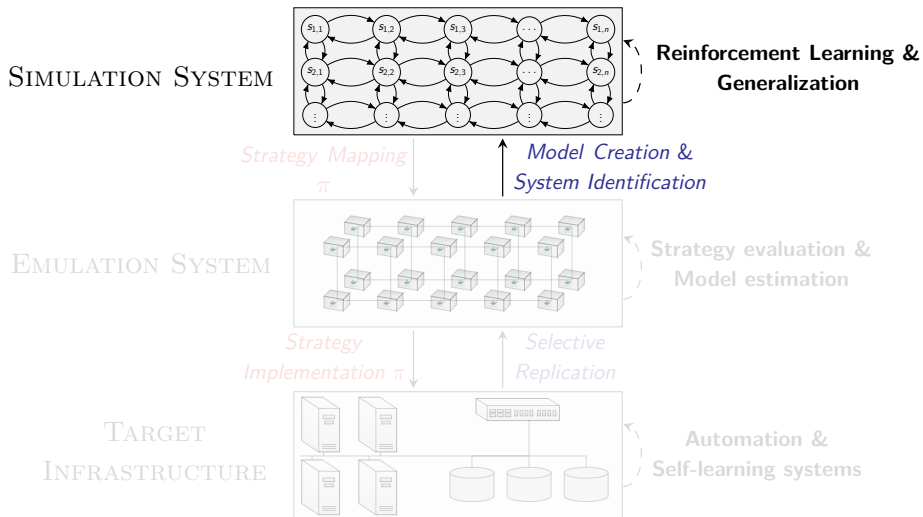 s1,1 s1,2 s1,3 ... s1,n
Reinforcement Learning &
Generalization
SIMULATION SYSTEM
s2,1 s2,2 s2,3 ... s2,n
⋮ ⋮ ⋮ ⋮ ⋮
Strategy Mapping
π
Model Creation &
System Identification
EMULATION SYSTEM
Strategy evaluation &
Model estimation
Strategy
Implementation π
Selective
Replication
TARGET
INFRASTRUCTURE
Automation &
Self-learning systems